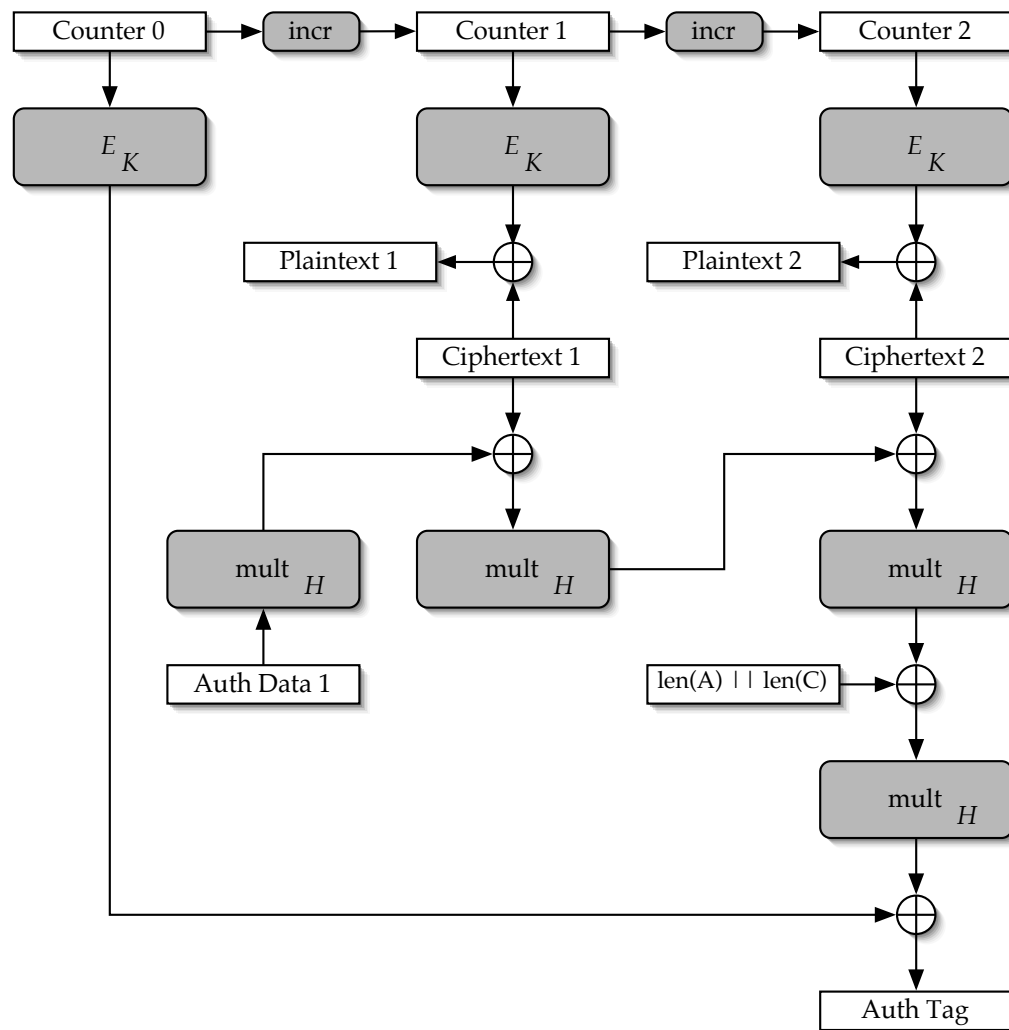 Counter 0
incr
Counter 1
incr
Counter 2
E K
E K
E K
Plaintext 1
Plaintext 2
Ciphertext 1
Ciphertext 2
mult H
mult H
mult H
Auth Data 1
len(A) || len(C)
mult H
Auth Tag